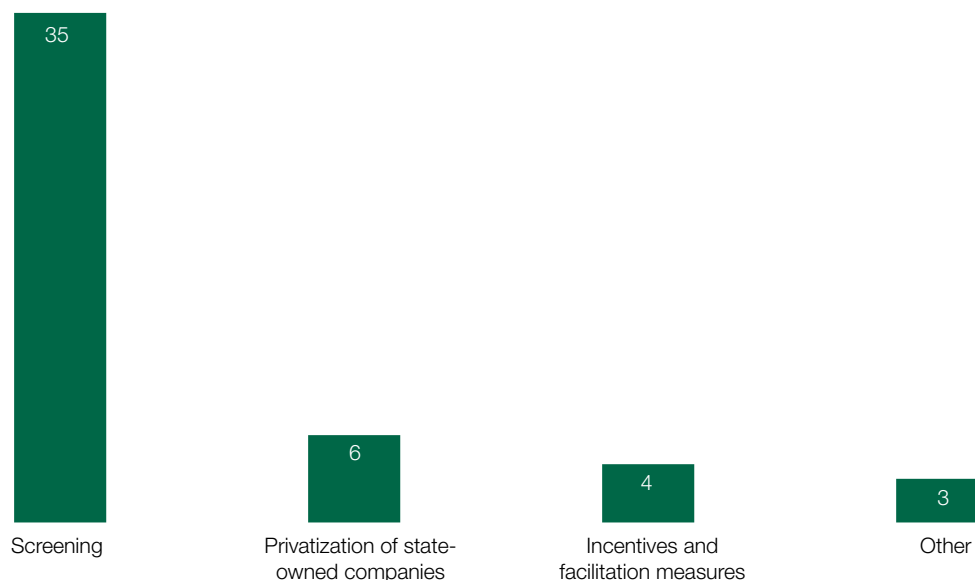 35
6
4
3
Screening
Privatization of state-
owned companies
Incentives and
facilitation measures
Other